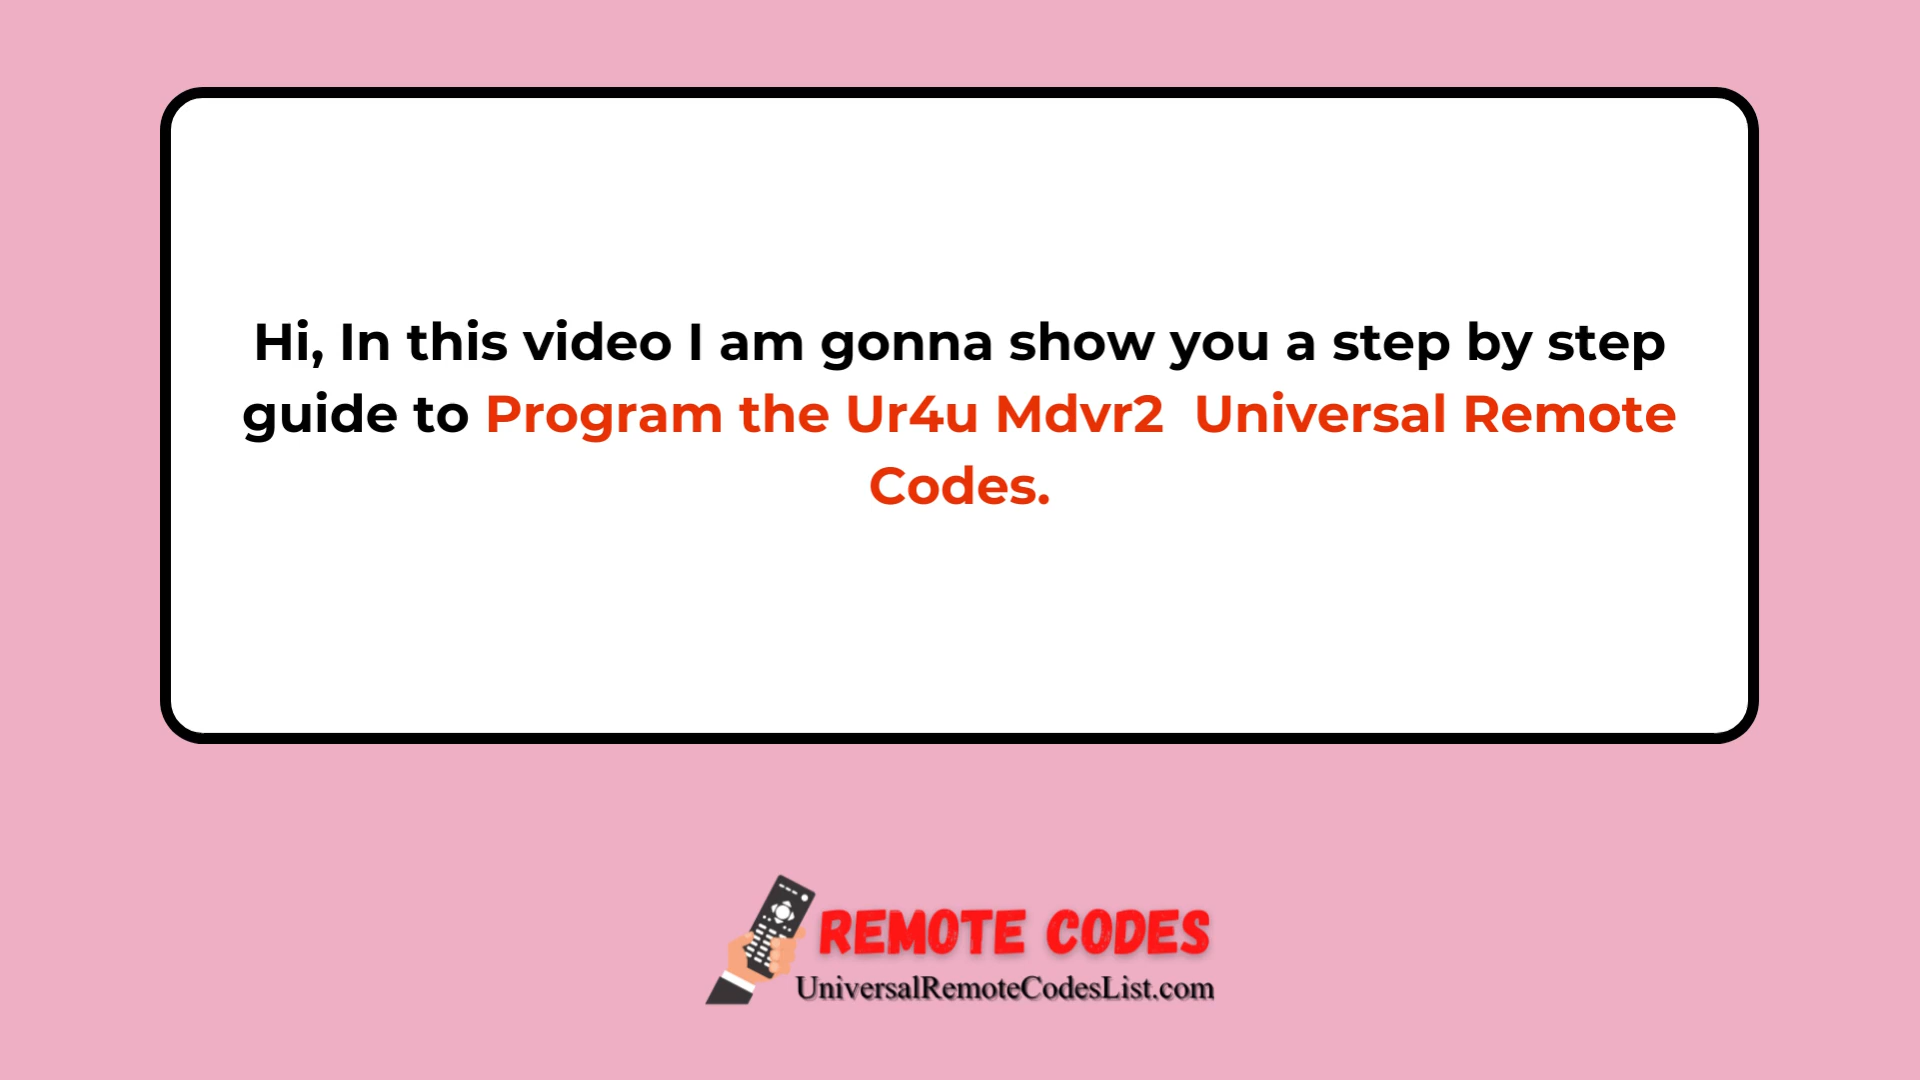 Hi, In this video I am gonna show you a step by step
guide to Program the Ur4u Mdvr2  Universal Remote
Codes.
REMOTE CODES
UniversalRemoteCodesList.com